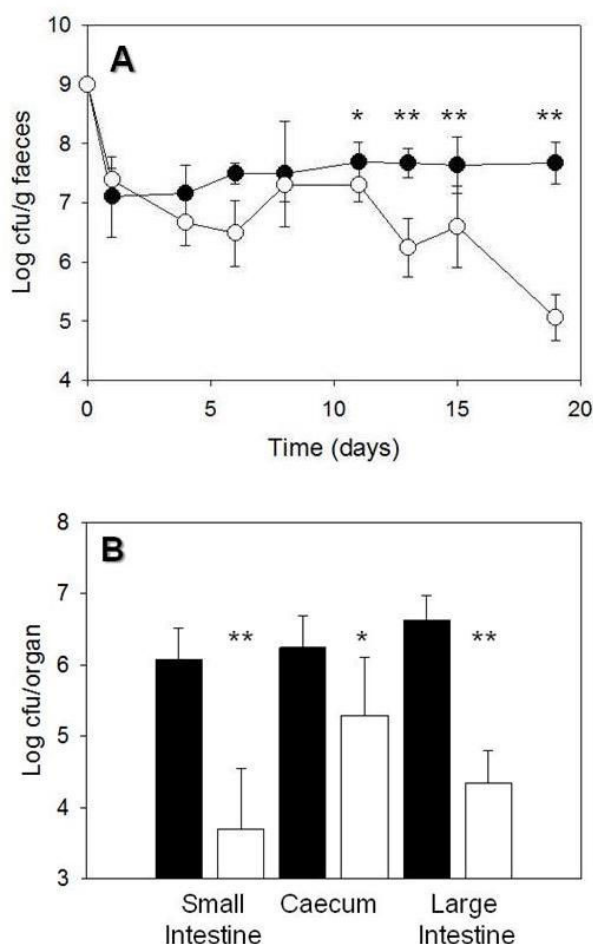 10
A
9
* ** ** **
8
7
6
5
4
Log cfu/g faeces
0 5 10 15 20
Time (days)
8
B
7
** * **
6
5
4
3
Log cfu/organ
Small Caecum Large
Intestine Intestine